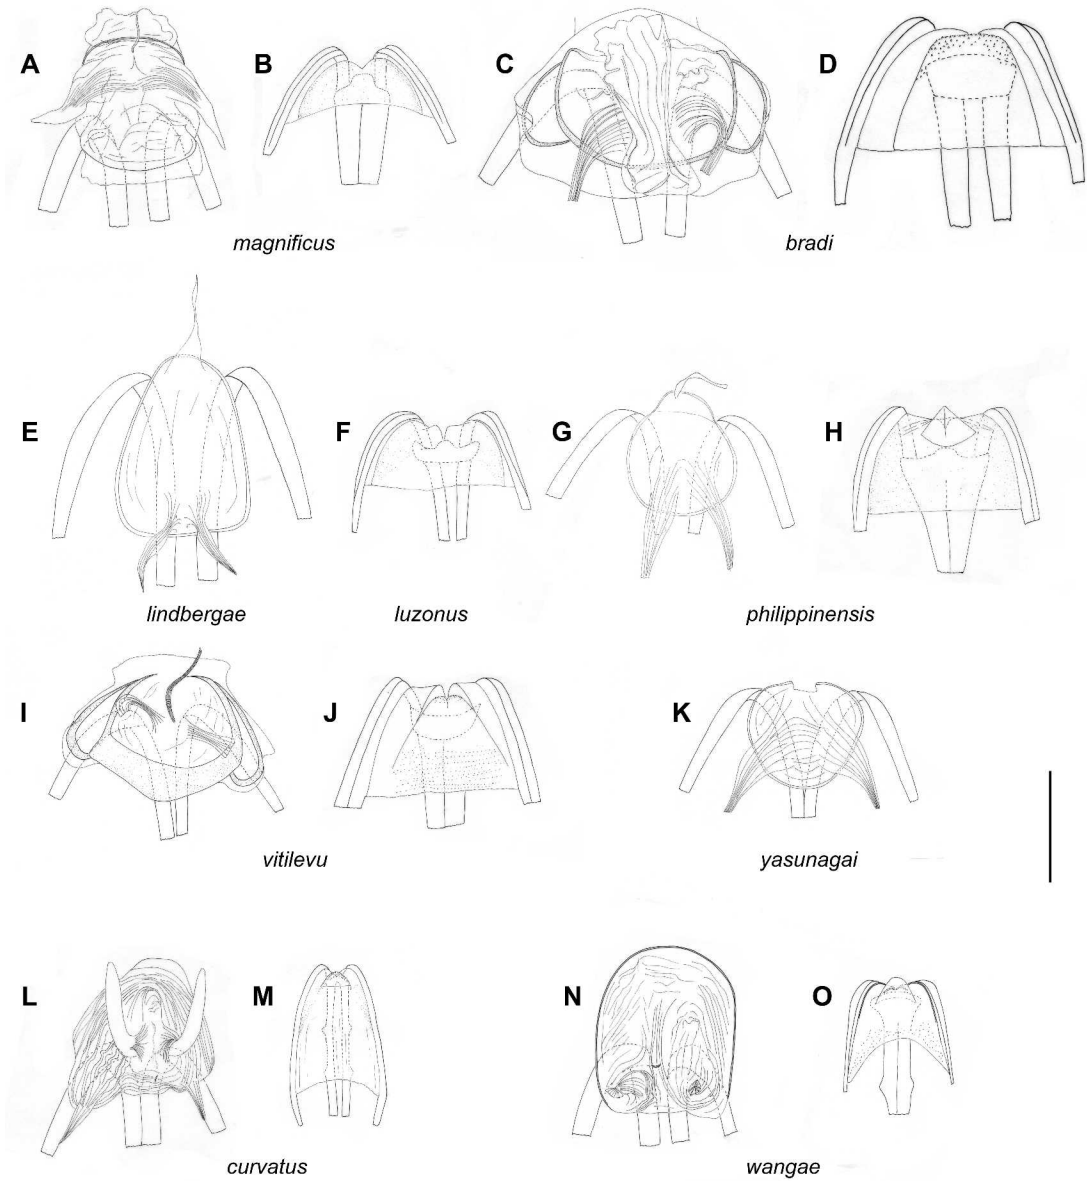 A B C D
magnificus bradi
E F G H
lindbergae luzonus philippinensis
I J K
vitilevu yasunagai
L M N O
curvatus wangae